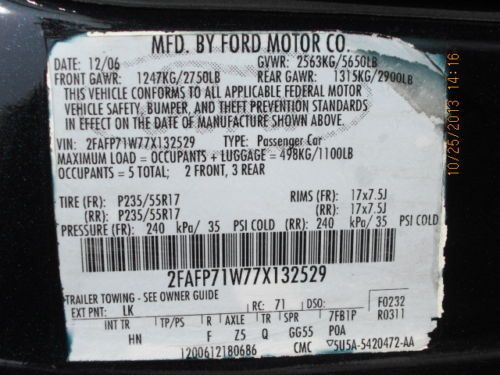 MFD. BY FORD MOTOR CO.
DATE: 12/06 GVWR: 2563KG/5650LB
FRONT GAWR: 1247KG/2750LB REAR GAWR: 1315KG/2900LB
THIS VEHICLE CONFORMS TO ALL APPLICABLE FEDERAL MOTOR
VEHICLE SAFETY, BUMPER, AND THEFT PREVENTION STANDARDS
IN EFFECT ON THE DATE OF MANUFACTURE SHOWN ABOVE.
VIN: 2FAFP71W77X132529 TYPE: Passenger Car
MAXIMUM LOAD = OCCUPANTS + LUGGAGE = 498KG/1100LB
OCCUPANTS = 5 TOTAL; 2 FRONT, 3 REAR
TIRE (FR): P235/55R17 RIMS (FR): 17x7.5J
(RR): P235/55R17 (RR): 17x7.5J
PRESSURE (FR): 240 kPa/ 35 PSI COLD (RR): 240 kPa/ 35 PSI COLD
2FAFP71W77X132529
TRAILER TOWING - SEE OWNER GUIDE
EXT PNT: LK RC: 71 DSO: F0232
INT TR TP/PS R AXLE TR SPR 7FB1P R0311
HN F Z5 Q GG55 POA
1200612180686 CMC 5U5A-5420472-AA
10/25/2013 14:16